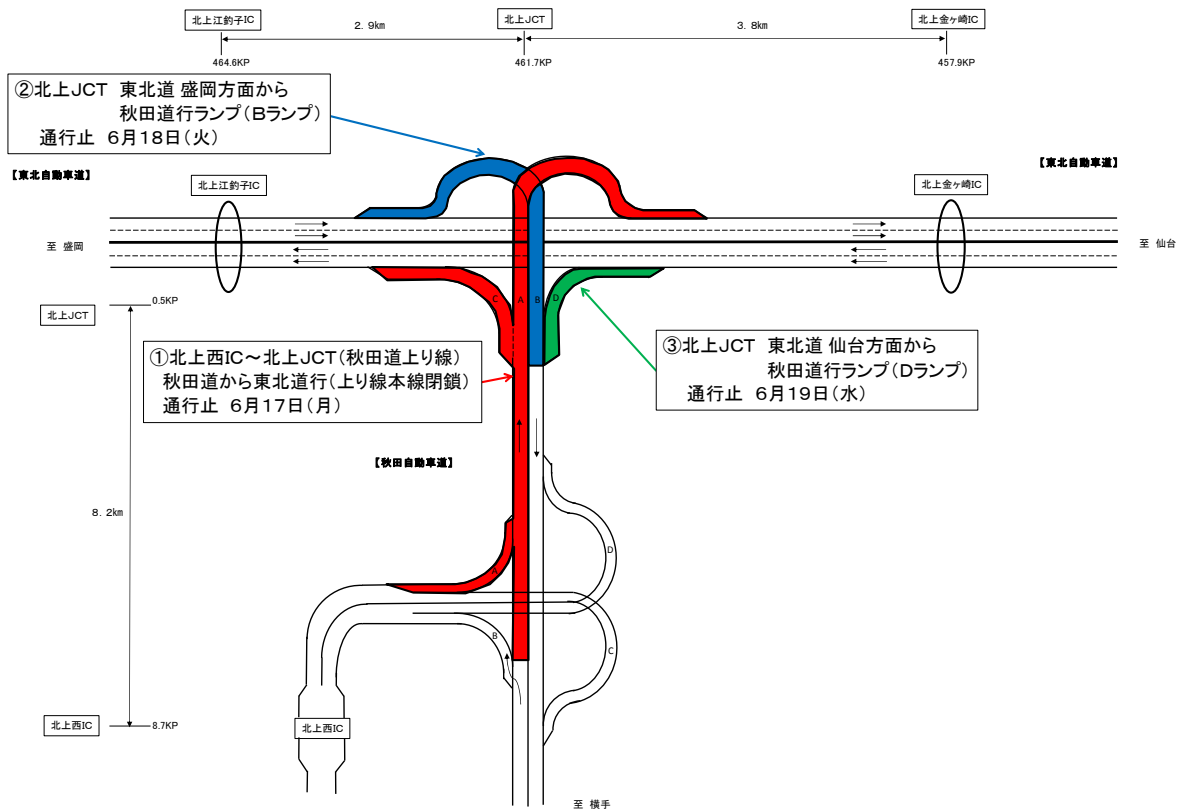 北上江釣子IC
北上JCT
北上金ヶ崎IC
2.9km
3.8km
464.6KP
461.7KP
457.9KP
②北上JCT 東北道 盛岡方面から
秋田道行ランプ(Bランプ)
通行止 6月18日(火)
【東北自動車道】
【東北自動車道】
北上江釣子IC
北上金ヶ崎IC
至 盛岡
至 仙台
0.5KP
北上JCT
C
A
B
D
①北上西IC~北上JCT(秋田道上り線)
秋田道から東北道行(上り線本線閉鎖)
通行止 6月17日(月)
③北上JCT 東北道 仙台方面から
秋田道行ランプ(Dランプ)
通行止 6月19日(水)
【秋田自動車道】
8.2km
D
A
B
C
北上西IC
8.7KP
北上西IC
至 横手